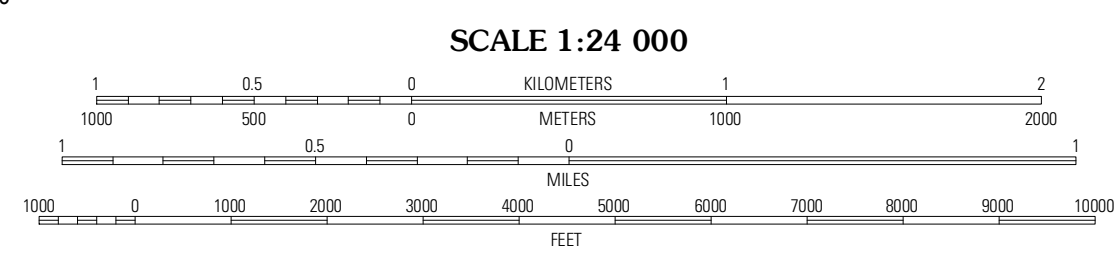 SCALE 1:24 000
1 0.5 0 KILOMETERS 1 2
1000 500 0 METERS 1000 2000
1 0.5 0 1
MILES
1000 0 1000 2000 3000 4000 5000 6000 7000 8000 9000 10000
FEET